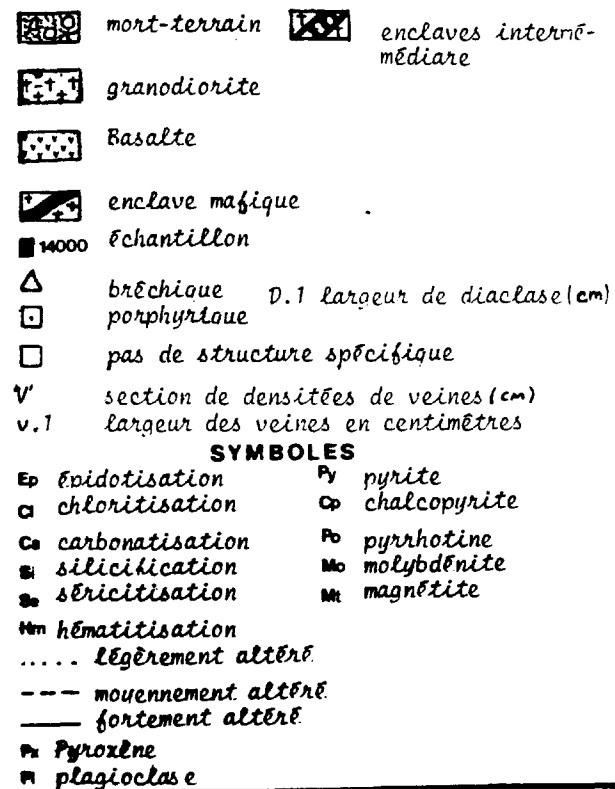 mort-terrain
enclaves intermé-
médiare
granodiorite
Basalte
enclave mafique
14000 échantillon
bréchique D.1 largeur de diaclase(cm)
porphyrique
pas de structure spécifique
'V' section de densitées de veines(cm)
v.1 largeur des veines en centimètres
SYMBOLES
Ep épidotisation Py pyrite
Cl chloritisation Cp chalcopyrite
Ca carbonatisation Po pyrrhotine
Si silicification Mo molybdénite
Se séricitisation Mt magnétite
Hm hématitisation
..... légèrement altéré.
--- moyennement altéré.
___ fortement altéré.
Px Pyroxène
Pl plagioclase